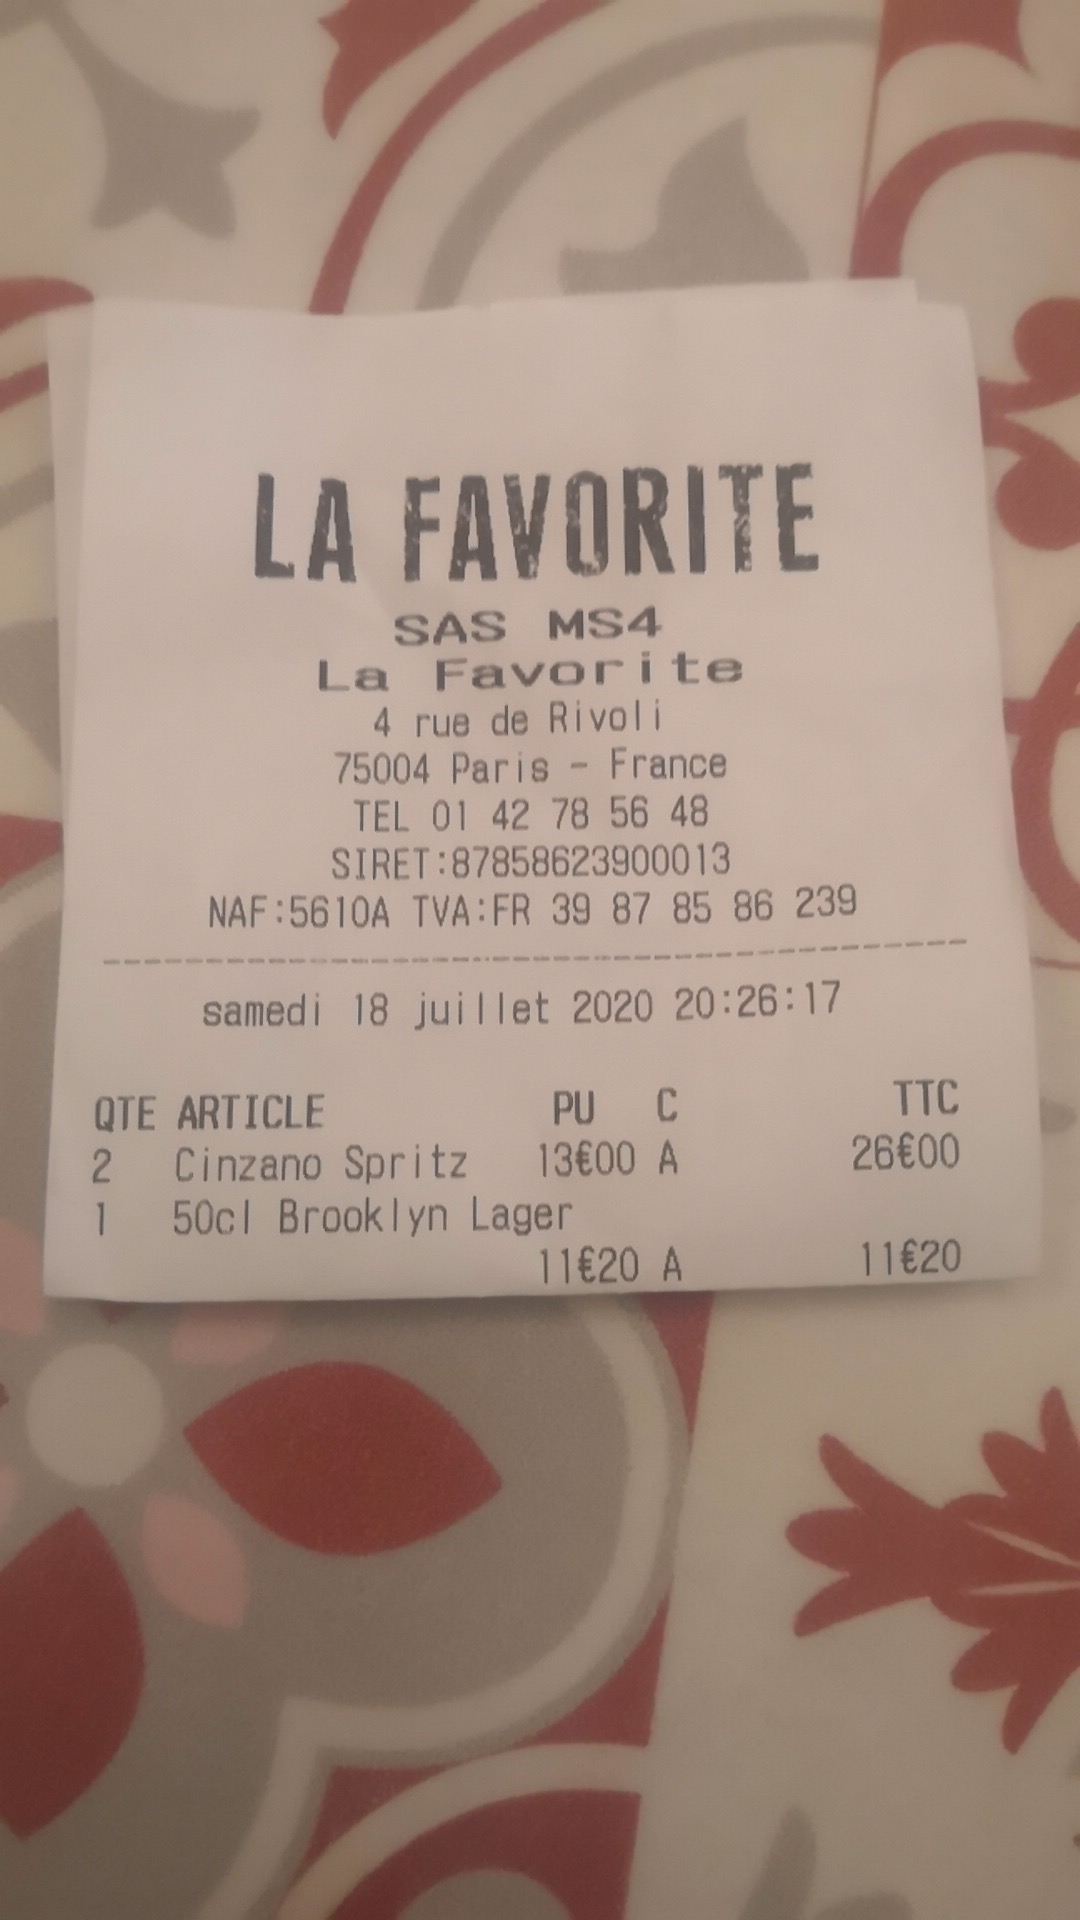 LA FAVORITE
SAS MS4
La Favorite
4 rue de Rivoli
75004 Paris - France
TEL 01 42 78 56 48
SIRET:87858623900013
NAF:5610A TVA:FR 39 87 85 86 239
samedi 18 juillet 2020 20:26:17
QTE ARTICLE PU C TTC
2 Cinzano Spritz 13€00 A 26€00
1 50cl Brooklyn Lager
11€20 A 11€20